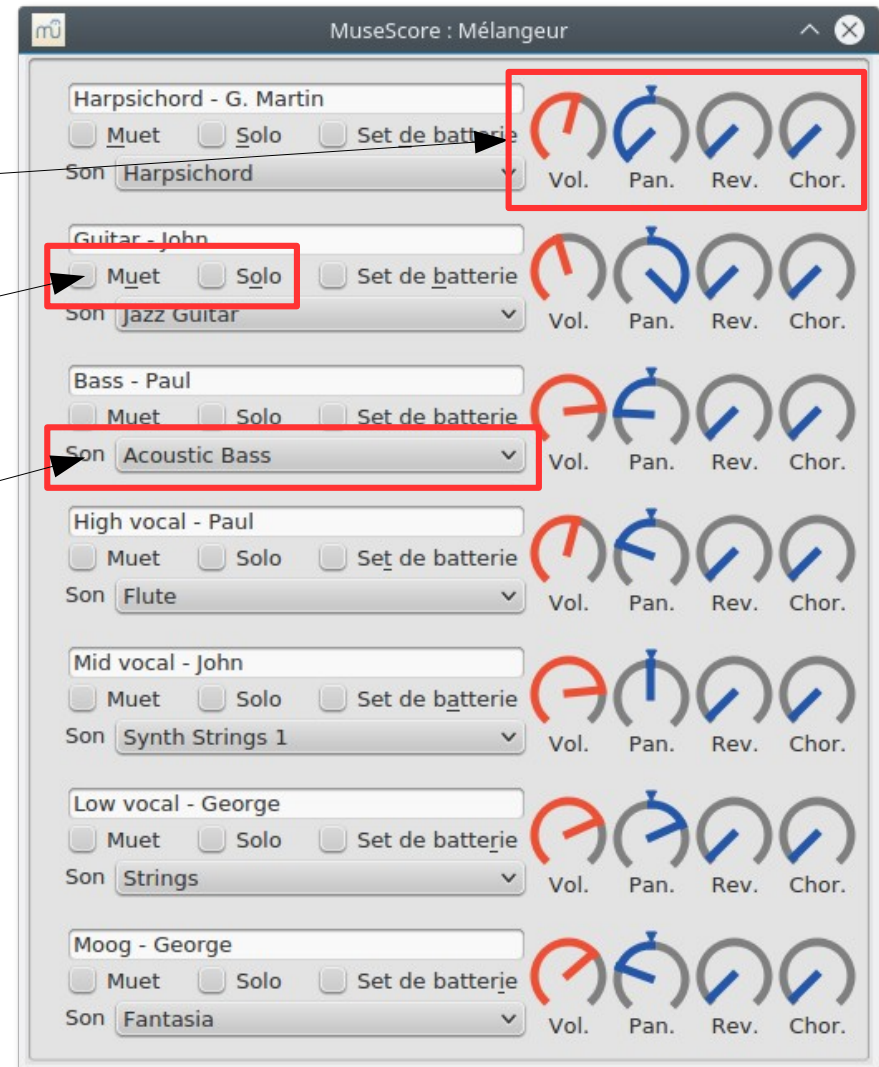 mũ MuseScore : Mélangeur
Harpsichord - G. Martin
Muet Solo Set de batterie
Son Harpsichord
Vol. Pan. Rev. Chor.
Guitar - John
Muet Solo Set de batterie
Son Jazz Guitar
Vol. Pan. Rev. Chor.
Bass - Paul
Muet Solo Set de batterie
Son Acoustic Bass
Vol. Pan. Rev. Chor.
High vocal - Paul
Muet Solo Set de batterie
Son Flute
Vol. Pan. Rev. Chor.
Mid vocal - John
Muet Solo Set de batterie
Son Synth Strings 1
Vol. Pan. Rev. Chor.
Low vocal - George
Muet Solo Set de batterie
Son Strings
Vol. Pan. Rev. Chor.
Moog - George
Muet Solo Set de batterie
Son Fantasia
Vol. Pan. Rev. Chor.